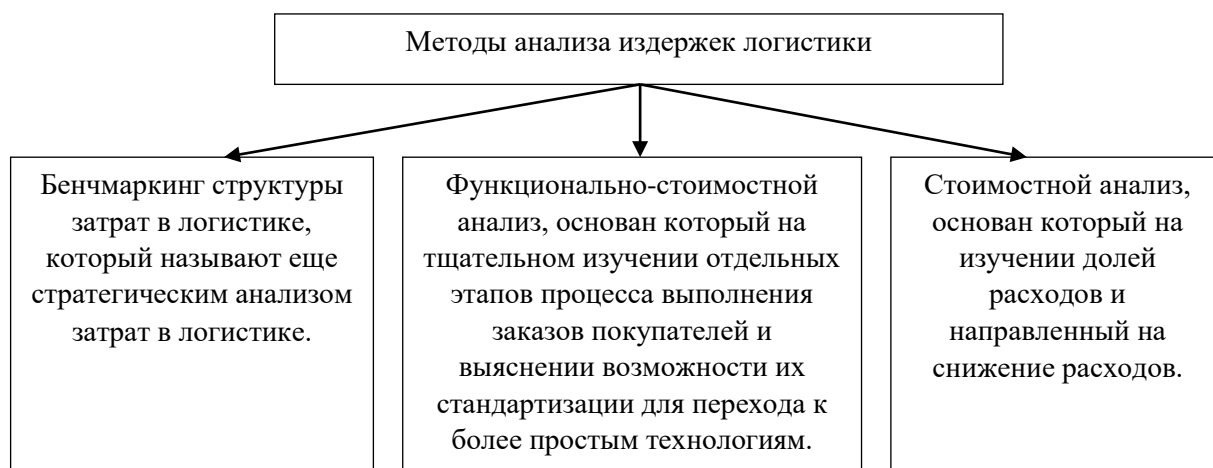 Методы анализа издержек логистики
Бенчмаркинг структуры
затрат в логистике,
который называют еще
стратегическим анализом
затрат в логистике.
Функционально-стоимостной
анализ, основан который на
тщательном изучении отдельных
этапов процесса выполнения
заказов покупателей и
выяснении возможности их
стандартизации для перехода к
более простым технологиям.
Стоимостной анализ,
основан который на
изучении долей
расходов и
направленный на
снижение расходов.